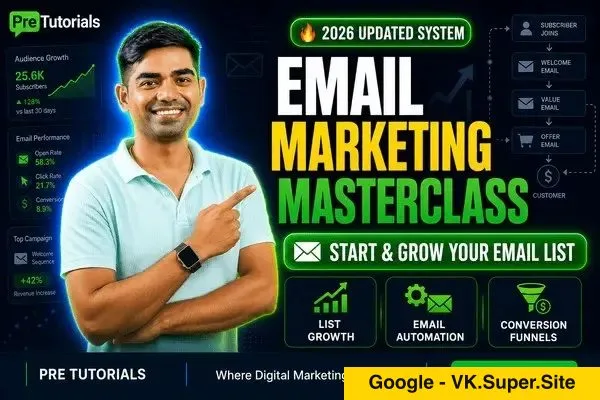 PreTutorials
Audience Growth
25.6K
Subscribers
▲ 128%
vs last 30 days
Email Performance
Open Rate
58.3%
Click Rate
21.7%
Conversion
8.9%
Top Campaign
Welcome
Sequence
+42%
Revenue Increase
🔥 2026 UPDATED SYSTEM
EMAIL
MARKETING
MASTERCLASS
START & GROW YOUR EMAIL LIST
LIST
GROWTH
EMAIL
AUTOMATION
CONVERSION
FUNNELS
SUBSCRIBER
JOINS
WELCOME
EMAIL
VALUE
EMAIL
OFFER
EMAIL
$
CUSTOMER
PRE TUTORIALS
Where Digital Marketing
Google - VK.Super.Site